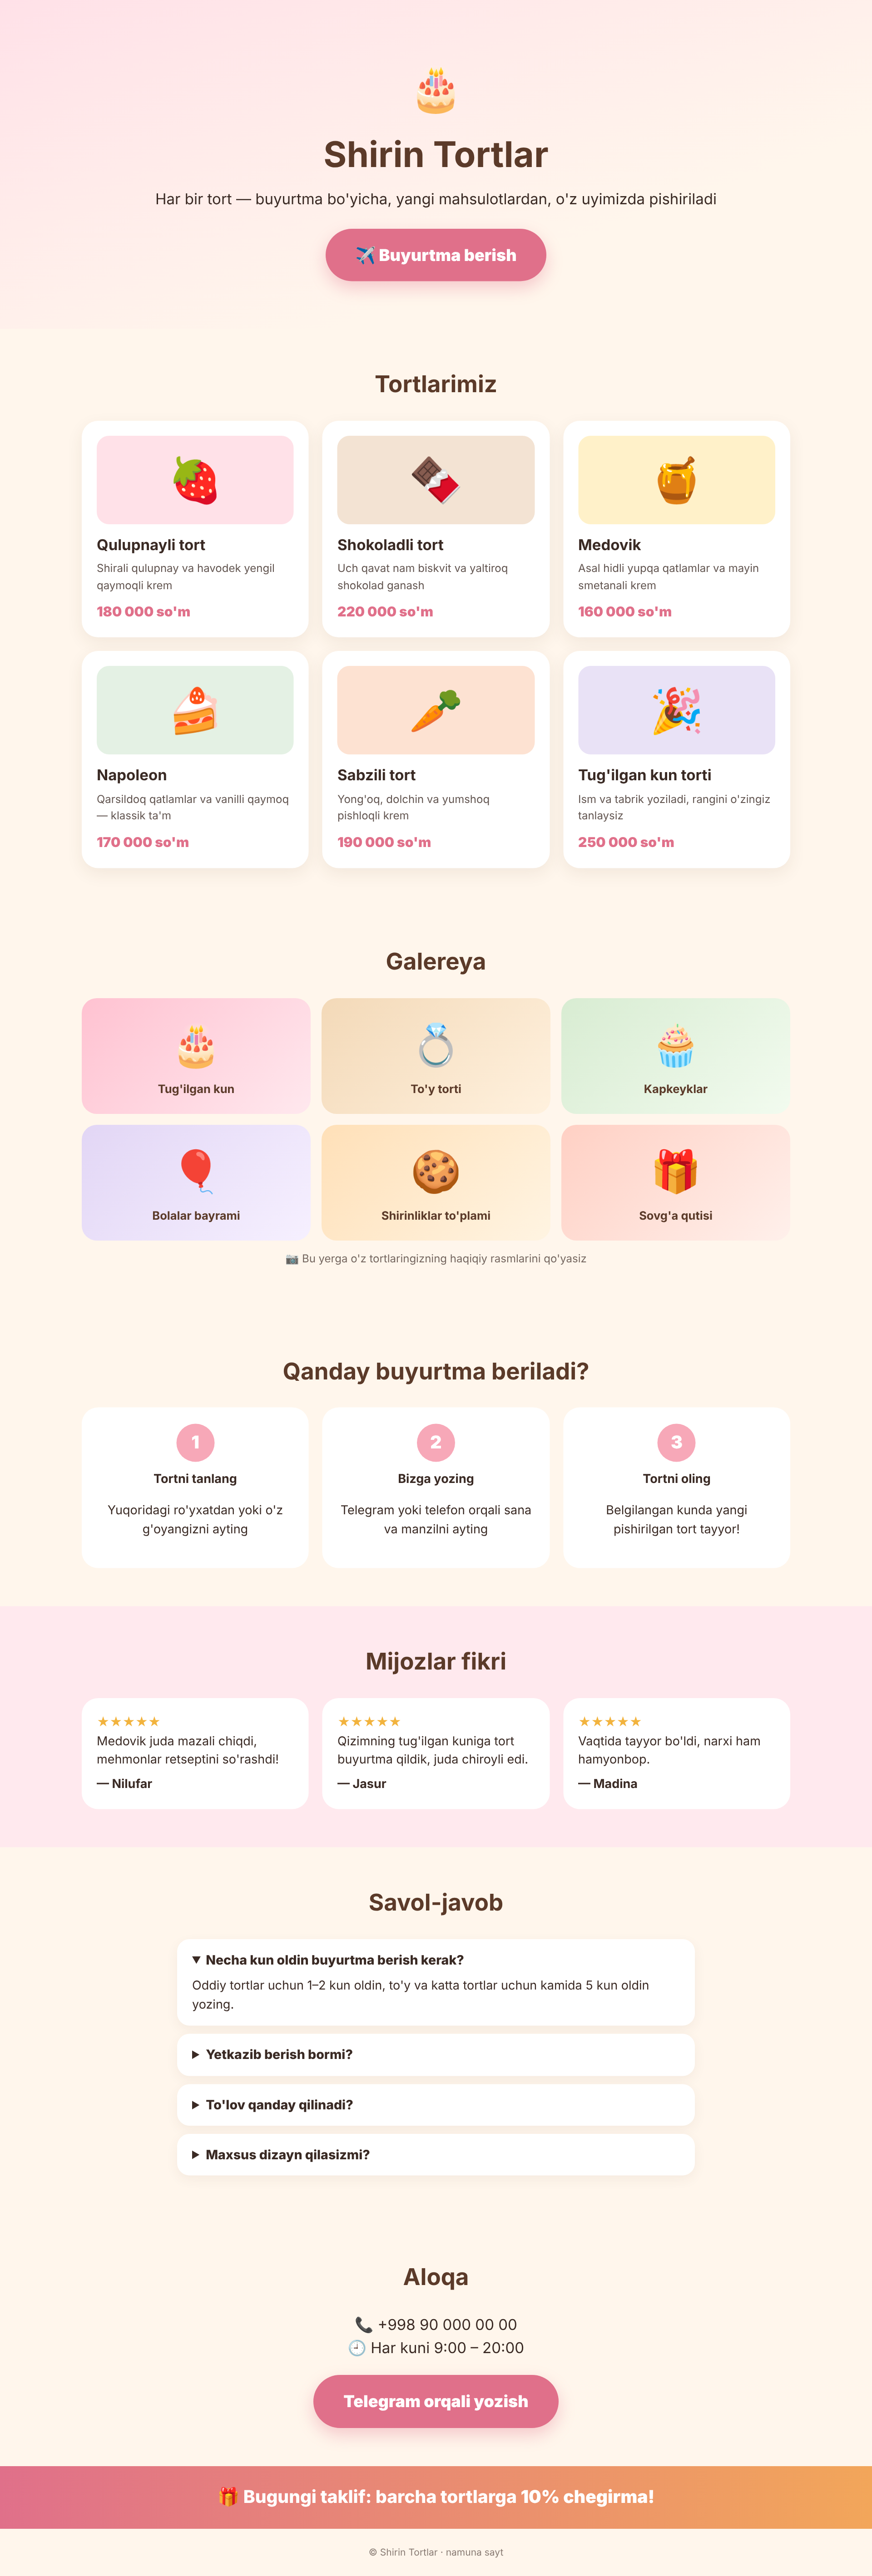 Shirin Tortlar
Har bir tort — buyurtma bo'yicha, yangi mahsulotlardan, o'z uyimizda pishiriladi
✈️ Buyurtma berish
Tortlarimiz
Qulupnayli tort
Shirali qulupnay va havodek yengil
qaymoqli krem
180 000 so'm
Shokoladli tort
Uch qavat nam biskvit va yaltiroq
shokolad ganash
220 000 so'm
Medovik
Asal hidli yupqa qatlamlar va mayin
smetanali krem
160 000 so'm
Napoleon
Qarsildoq qatlamlar va vanilli qaymoq
— klassik ta'm
170 000 so'm
Sabzili tort
Yong'oq, dolchin va yumshoq
pishloqli krem
190 000 so'm
Tug'ilgan kun torti
Ism va tabrik yoziladi, rangini o'zingiz
tanlaysiz
250 000 so'm
Galereya
Tug'ilgan kun
To'y torti
Kapkeyklar
Bolalar bayrami
Shirinliklar to'plami
Sovg'a qutisi
📷 Bu yerga o'z tortlaringizning haqiqiy rasmlarini qo'yasiz
Qanday buyurtma beriladi?
1
Tortni tanlang
Yuqoridagi ro'yxatdan yoki o'z
g'oyangizni ayting
2
Bizga yozing
Telegram yoki telefon orqali sana
va manzilni ayting
3
Tortni oling
Belgilangan kunda yangi
pishirilgan tort tayyor!
Mijozlar fikri
★★★★★
Medovik juda mazali chiqdi,
mehmonlar retseptini so'rashdi!
— Nilufar
★★★★★
Qizimning tug'ilgan kuniga tort
buyurtma qildik, juda chiroyli edi.
— Jasur
★★★★★
Vaqtida tayyor bo'ldi, narxi ham
hamyonbop.
— Madina
Savol-javob
▼ Necha kun oldin buyurtma berish kerak?
Oddiy tortlar uchun 1–2 kun oldin, to'y va katta tortlar uchun kamida 5 kun oldin
yozing.
▶ Yetkazib berish bormi?
▶ To'lov qanday qilinadi?
▶ Maxsus dizayn qilasizmi?
Aloqa
📞 +998 90 000 00 00
🕘 Har kuni 9:00 – 20:00
Telegram orqali yozish
🎁 Bugungi taklif: barcha tortlarga 10% chegirma!
© Shirin Tortlar · namuna sayt